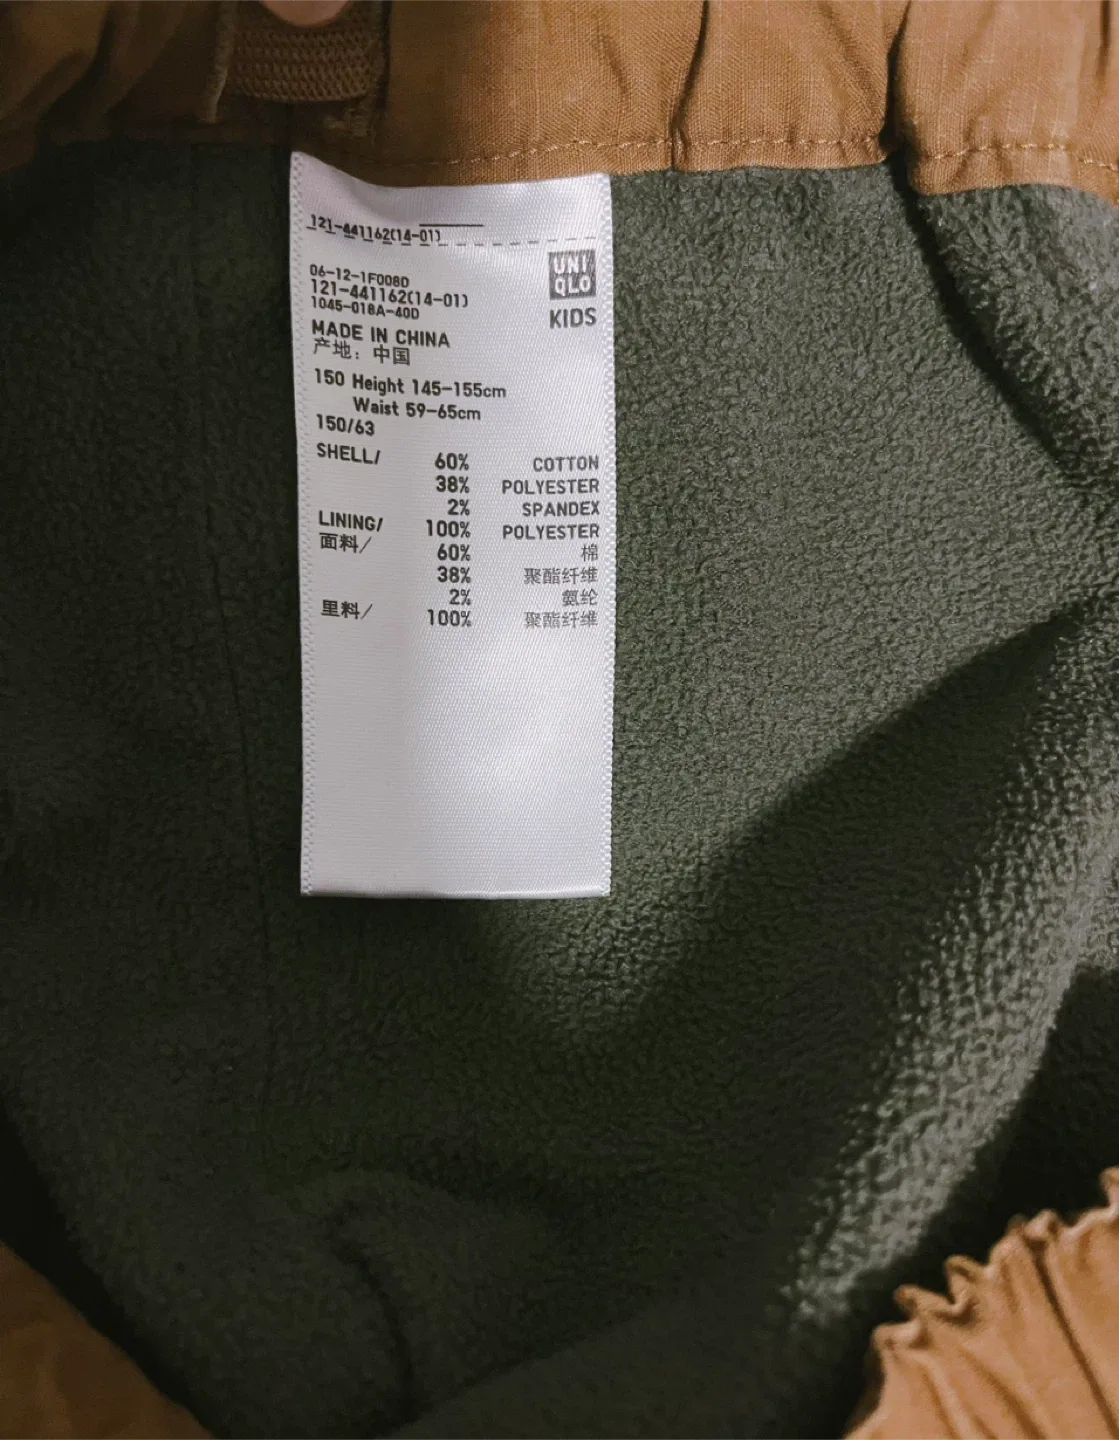 121-441162(14-01)
UNI
QLO
KIDS
06-12-1F008D
121-441162(14-01)
1045-018A-40D
MADE IN CHINA
产地：中国
150 Height 145-155cm
Waist 59-65cm
150/63
SHELL/ 60% COTTON
38% POLYESTER
2% SPANDEX
LINING/ 100% POLYESTER
面料/ 60% 棉
38% 聚酯纤维
2% 氨纶
里料/ 100% 聚酯纤维